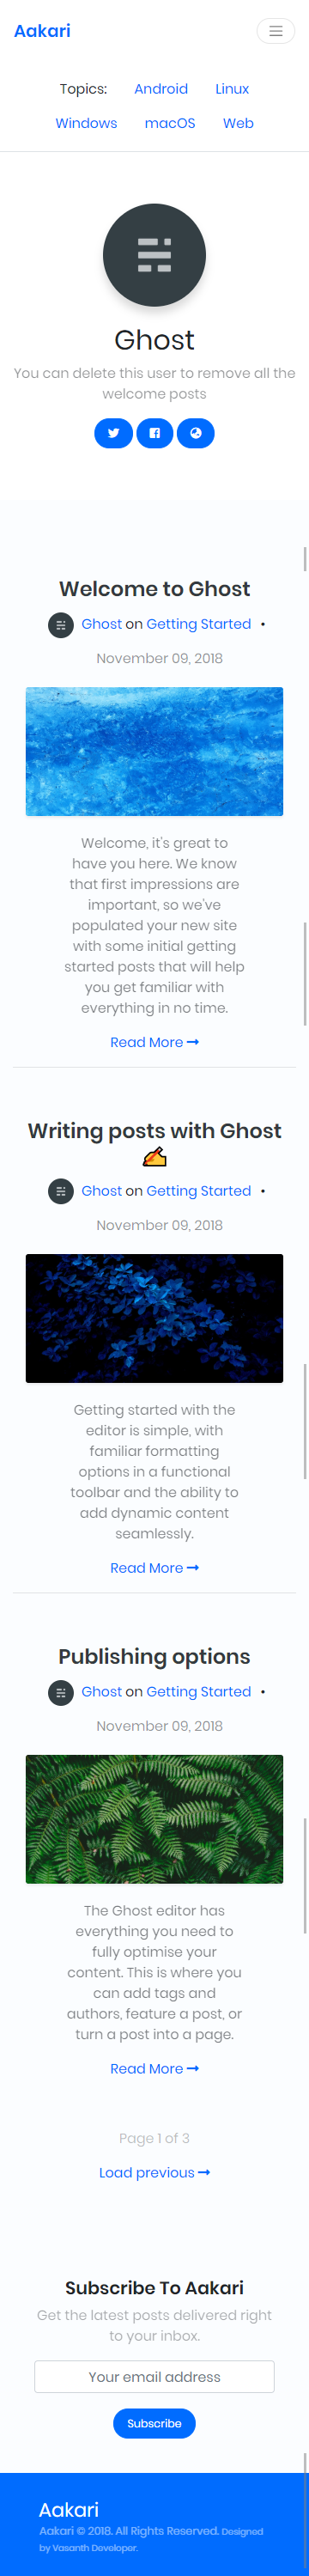 Aakari
Topics: Android Linux
Windows macOS Web
Ghost
You can delete this user to remove all the
welcome posts
Welcome to Ghost
Ghost on Getting Started •
November 09, 2018
Welcome, it's great to
have you here. We know
that first impressions are
important, so we've
populated your new site
with some initial getting
started posts that will help
you get familiar with
everything in no time.
Read More →
Writing posts with Ghost
✍️
Ghost on Getting Started •
November 09, 2018
Getting started with the
editor is simple, with
familiar formatting
options in a functional
toolbar and the ability to
add dynamic content
seamlessly.
Read More →
Publishing options
Ghost on Getting Started •
November 09, 2018
The Ghost editor has
everything you need to
fully optimise your
content. This is where you
can add tags and
authors, feature a post, or
turn a post into a page.
Read More →
Page 1 of 3
Load previous →
Subscribe To Aakari
Get the latest posts delivered right
to your inbox.
Your email address
Subscribe
Aakari
Aakari © 2018. All Rights Reserved. Designed
by Vasanth Developer.